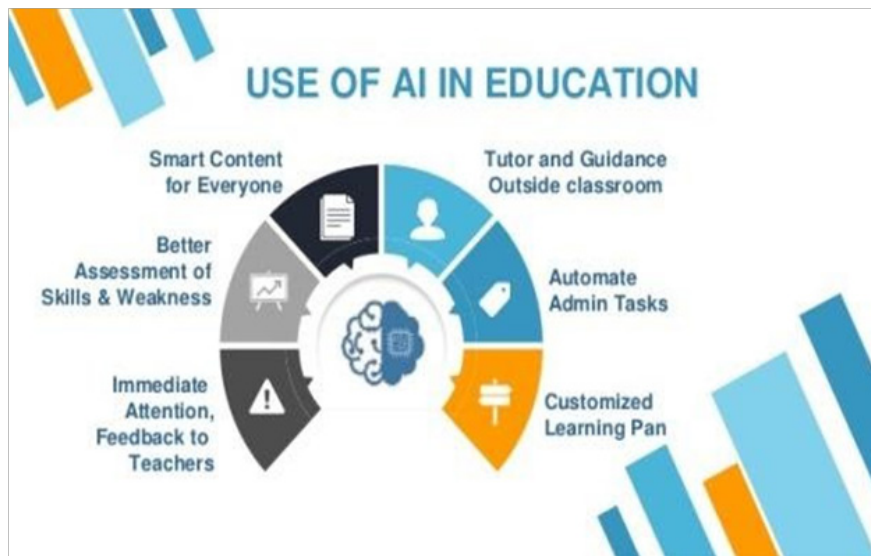 USE OF AI IN EDUCATION
Smart Content
for Everyone
Tutor and Guidance
Outside classroom
Better
Assessment of
Skills & Weakness
Automate
Admin Tasks
Immediate
Attention,
Feedback to
Teachers
Customized
Learning Pan